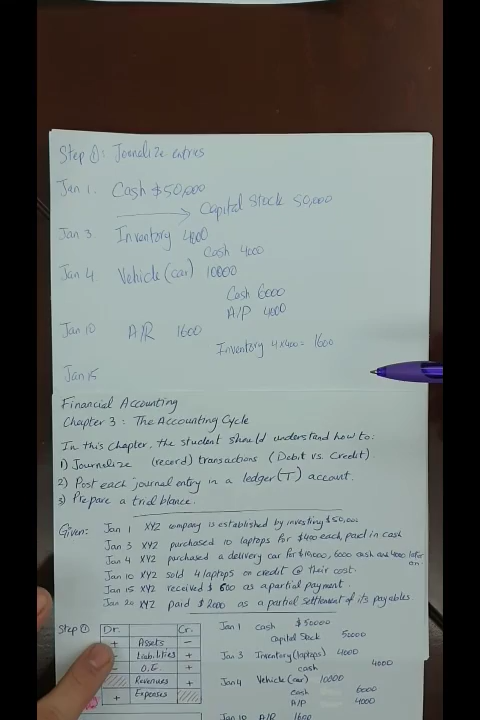 Step ①: Journalize entries
Jan 1. Cash $50,000
Capital Stock 50,000
Jan 3 Inventory 4000
Cash 4000
Jan 4. Vehicle (car) 10000
Cash 6000
A/P 4000
Jan 10 A/R 1600
Inventory 4x400= 1600
Jan 15
Financial Accounting
Chapter 3: The Accounting Cycle
In this chapter, the student should understand how to:
1) Journalize (record) transactions (Debit vs. Credit)
2) Post each journal entry in a ledger (T) account.
3) Prepare a trial blance.
Given: Jan 1 XYZ company is established by investing $50,000
Jan 3 XYZ purchased 10 laptops for $400 each, paid in cash
Jan 4 XYZ purchased a delivery car for $10,000, 6000 cash and 4000 later on
Jan 10 XYZ sold 4 laptops on credit @ their cost.
Jan 15 XYZ received $ 600 as a partial payment.
Jan 20 XYZ paid $ 2000 as a partial settlement of its payables
Step ① Dr. Cr.
+ Assets -
- Liabilities +
- O.E. +
Revenues +
+ Expenses
Jan 1 cash $50000
Capital Stock 50000
Jan 3 Inventory (laptops) 4000
cash 4000
Jan 4 Vehicle (car) 10000
cash 6000
A/P 4000
Jan 10 A/R 1600